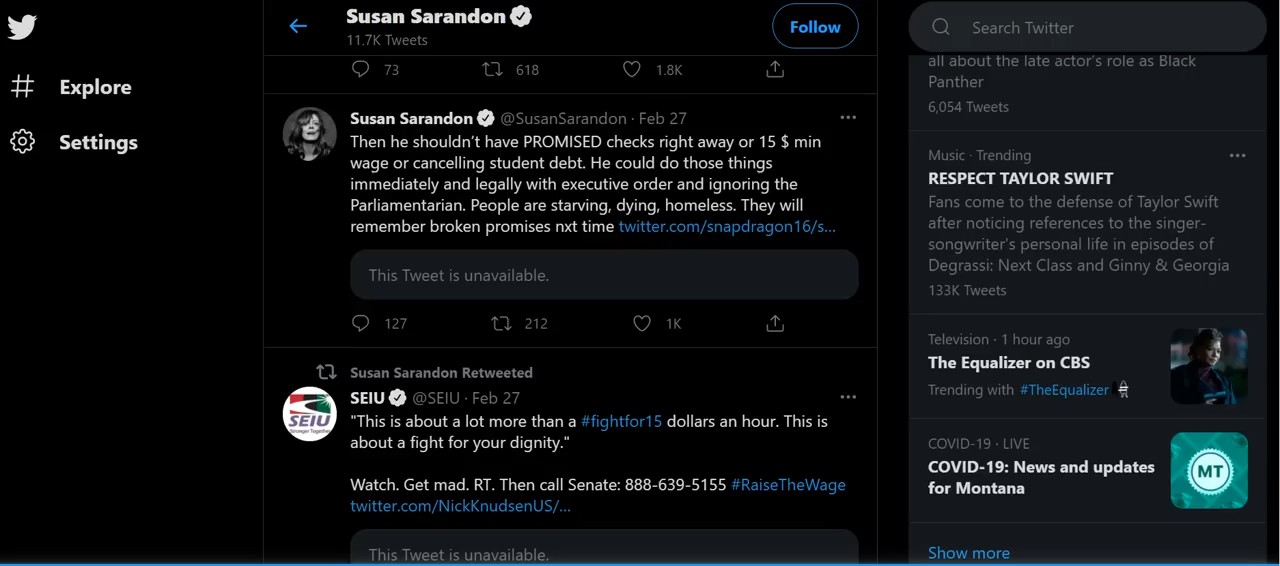 Susan Sarandon
11.7K Tweets
Follow
Search Twitter
Explore
Settings
73 618 1.8K
Susan Sarandon @SusanSarandon · Feb 27
Then he shouldn't have PROMISED checks right away or 15 $ min
wage or cancelling student debt. He could do those things
immediately and legally with executive order and ignoring the
Parliamentarian. People are starving, dying, homeless. They will
remember broken promises nxt time twitter.com/snapdragon16/s...
This Tweet is unavailable.
127 212 1K
Susan Sarandon Retweeted
SEIU @SEIU · Feb 27
SEIU
Stronger Together
"This is about a lot more than a #fightfor15 dollars an hour. This is
about a fight for your dignity."
Watch. Get mad. RT. Then call Senate: 888-639-5155 #RaiseTheWage
twitter.com/NickKnudsenUS/...
This Tweet is unavailable.
all about the late actor's role as Black
Panther
6,054 Tweets
Music · Trending
RESPECT TAYLOR SWIFT
Fans come to the defense of Taylor Swift
after noticing references to the singer-
songwriter's personal life in episodes of
Degrassi: Next Class and Ginny & Georgia
133K Tweets
Television · 1 hour ago
The Equalizer on CBS
Trending with #TheEqualizer
COVID-19 · LIVE
COVID-19: News and updates
for Montana
MT
Show more